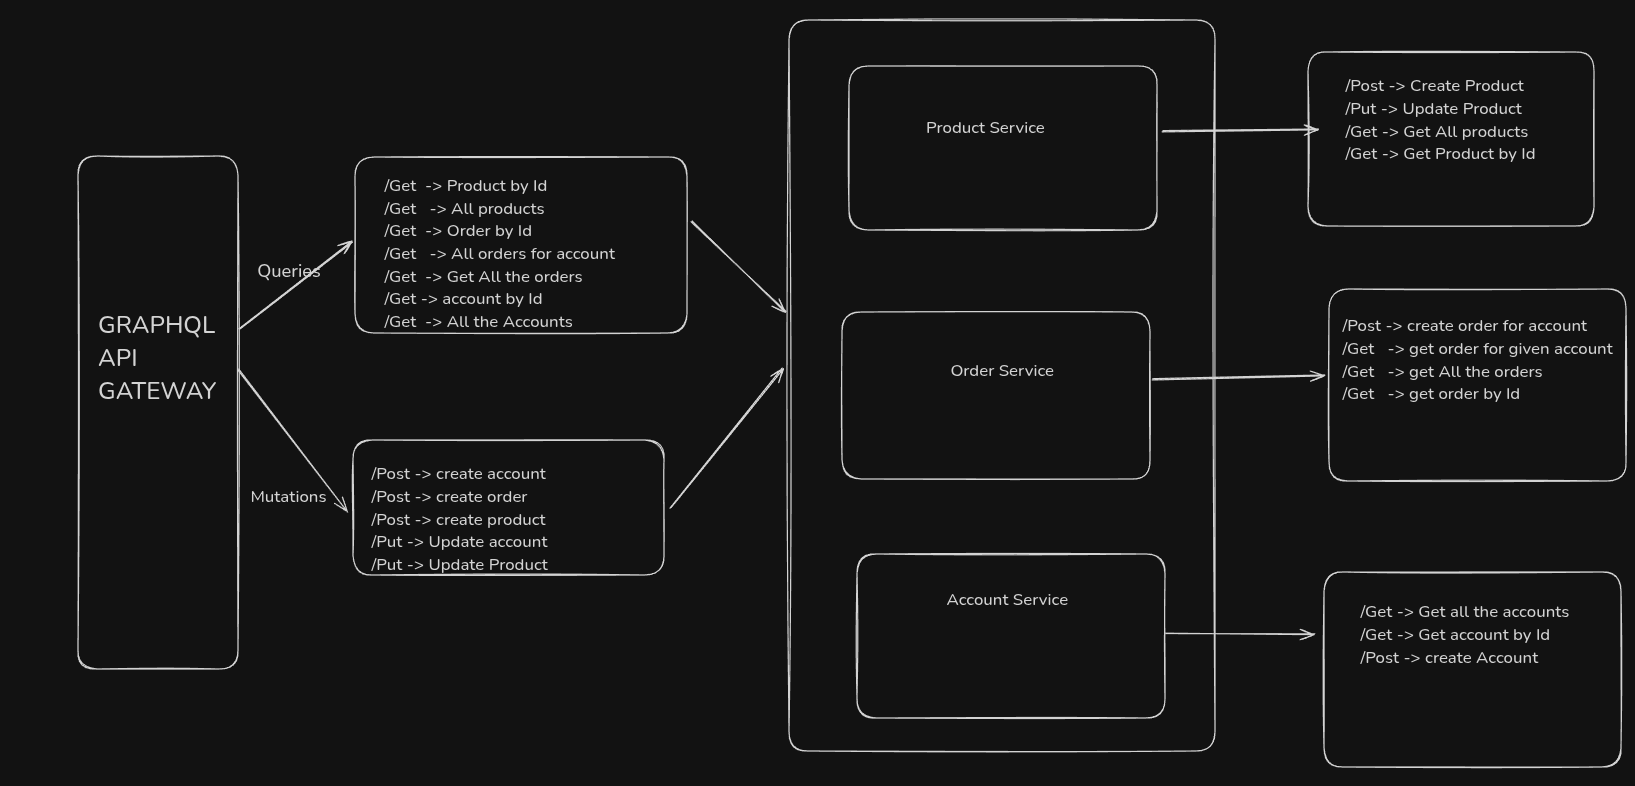 GRAPHQL
API
GATEWAY
Queries
Mutations
/Get  -> Product by Id
/Get   -> All products
/Get  -> Order by Id
/Get   -> All orders for account
/Get  -> Get All the orders
/Get -> account by Id
/Get  -> All the Accounts
/Post -> create account
/Post -> create order
/Post -> create product
/Put -> Update account
/Put -> Update Product
Product Service
Order Service
Account Service
/Post -> Create Product
/Put -> Update Product
/Get -> Get All products
/Get -> Get Product by Id
/Post -> create order for account
/Get   -> get order for given account
/Get   -> get All the orders
/Get   -> get order by Id
/Get -> Get all the accounts
/Get -> Get account by Id
/Post -> create Account